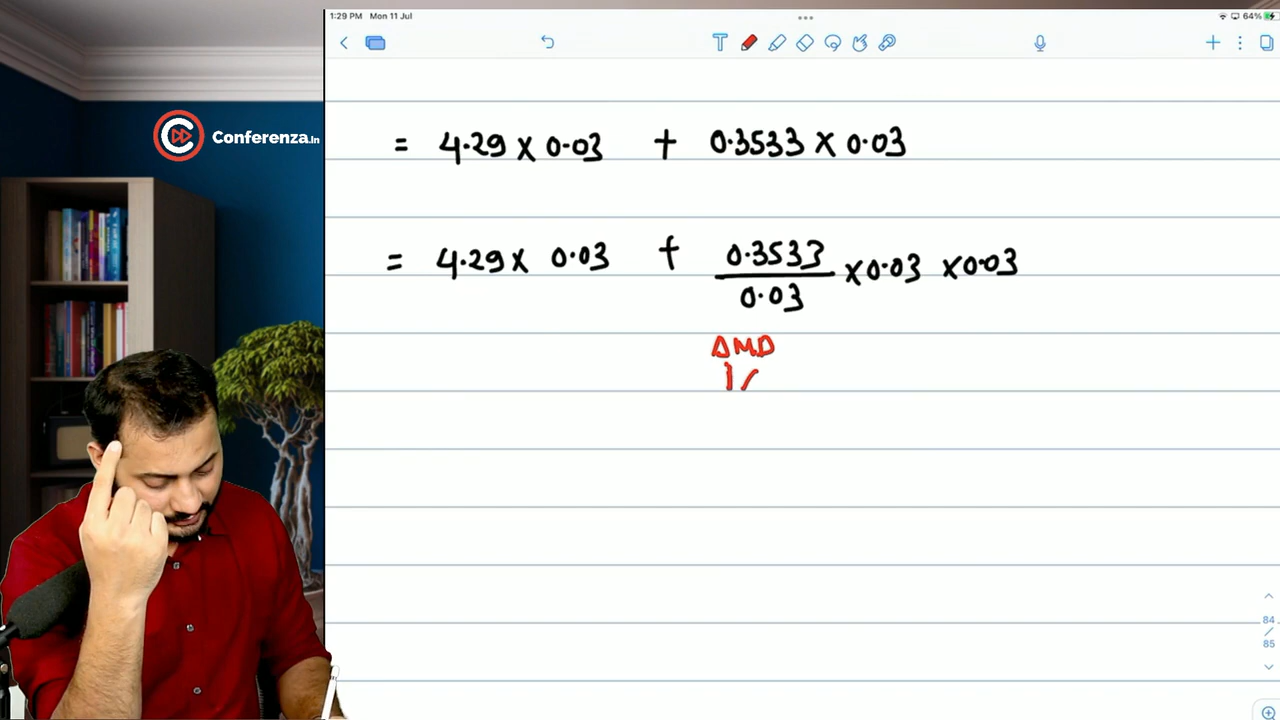 1:29 PM Mon 11 Jul
64%
Conferenza.In
= 4.29 × 0.03 + 0.3533 × 0.03
= 4.29 × 0.03 + 0.3533 / 0.03 × 0.03 × 0.03
ΔMD
84
/
85